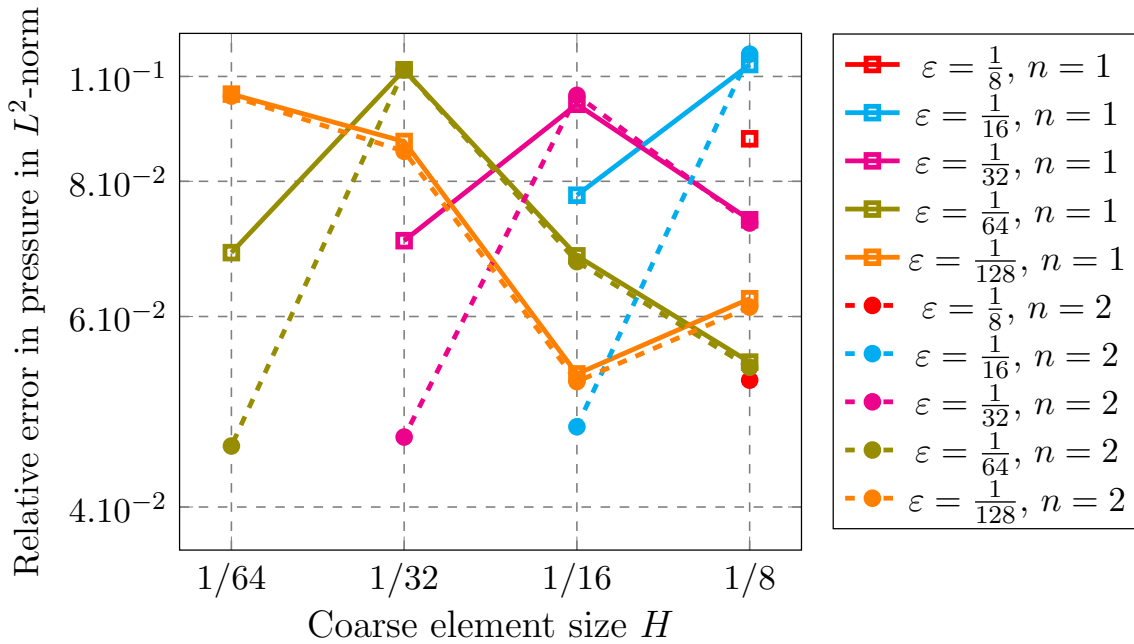 Relative error in pressure in L²-norm
1.10⁻¹
8.10⁻²
6.10⁻²
4.10⁻²
1/64 1/32 1/16 1/8
Coarse element size H
ε = 1/8, n = 1
ε = 1/16, n = 1
ε = 1/32, n = 1
ε = 1/64, n = 1
ε = 1/128, n = 1
ε = 1/8, n = 2
ε = 1/16, n = 2
ε = 1/32, n = 2
ε = 1/64, n = 2
ε = 1/128, n = 2